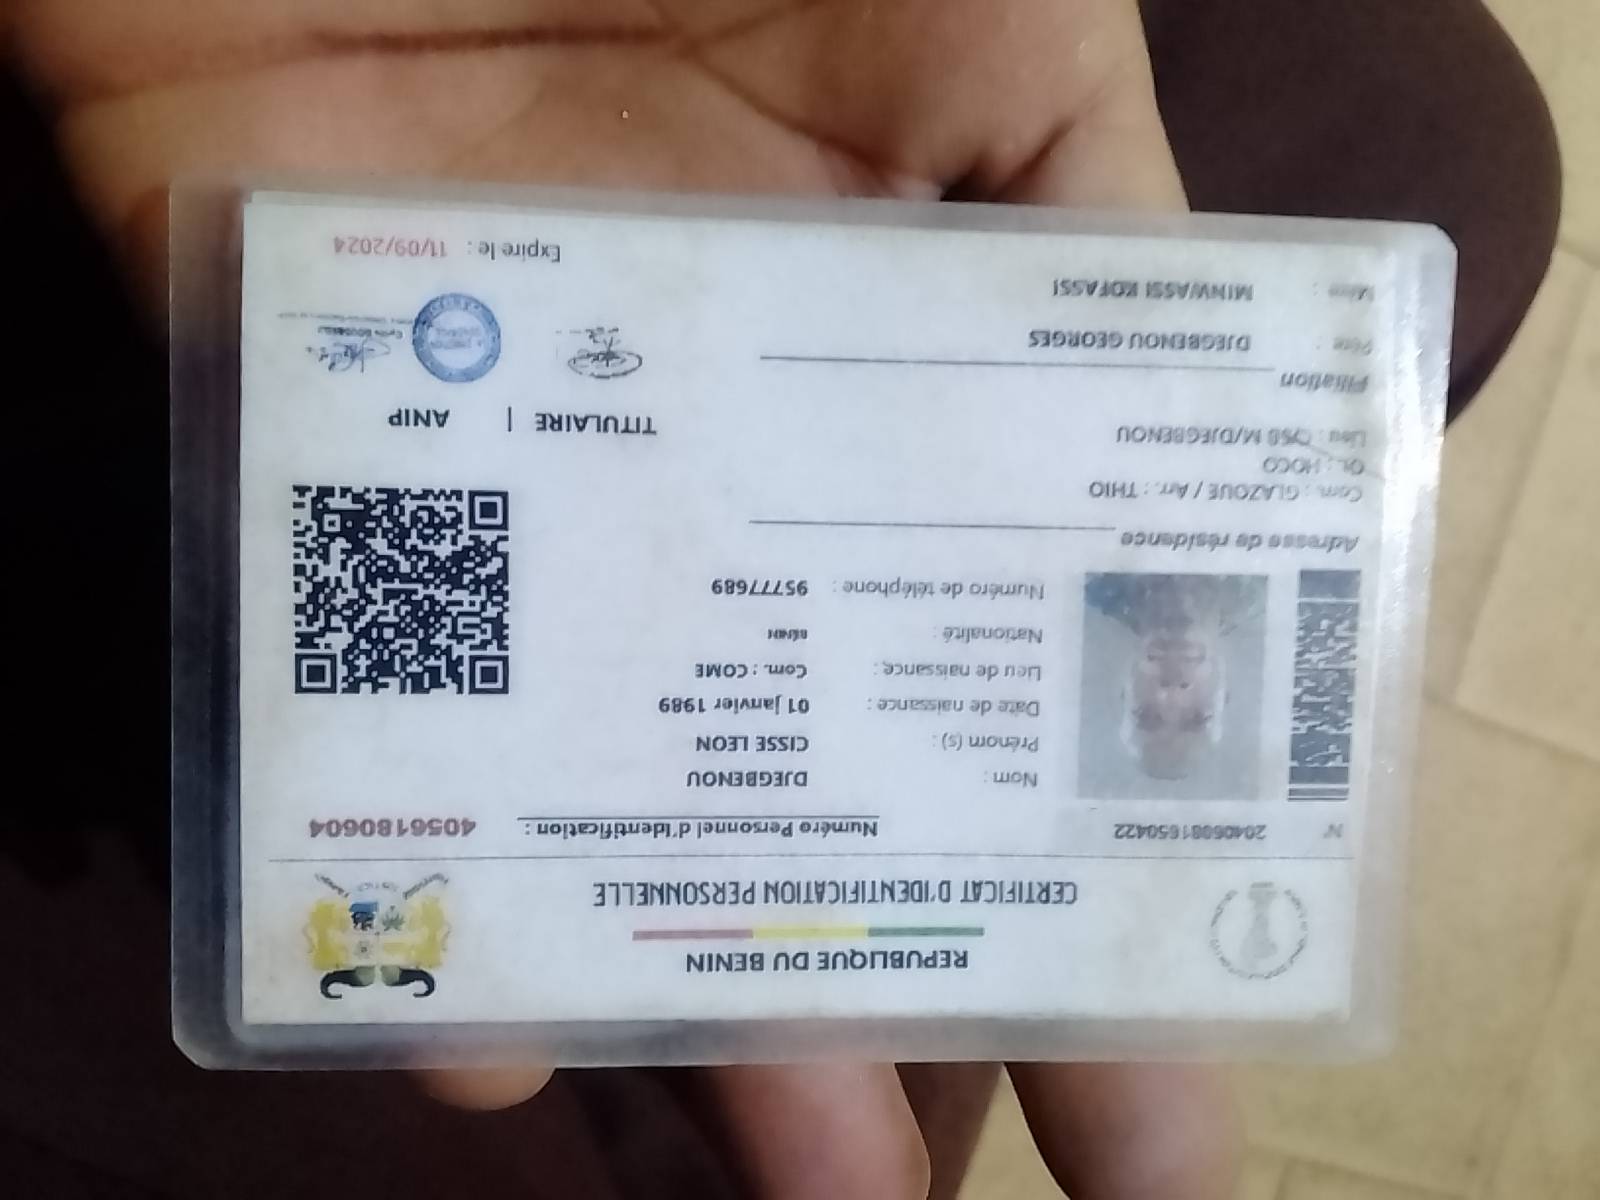 REPUBLIQUE DU BENIN
CERTIFICAT D'IDENTIFICATION PERSONNELLE
N° 20406081650422
Numéro Personnel d'Identification : 4056180604
Nom : DJEGBENOU
Prénom (s) : CISSE LEON
Date de naissance : 01 janvier 1989
Lieu de naissance : Com. : COME
Nationalité : BÉNIN
Numéro de téléphone : 95777689
Adresse de résidence
Com. : GLAZOUE / Arr. : THIO
QL : HOCO
Lieu : M/DJEGBENOU
Filiation
Père : DJEGBENOU GEORGES
Mère : MINWASSI KOFASSI
TITULAIRE | ANIP
Expire le : 11/09/2024